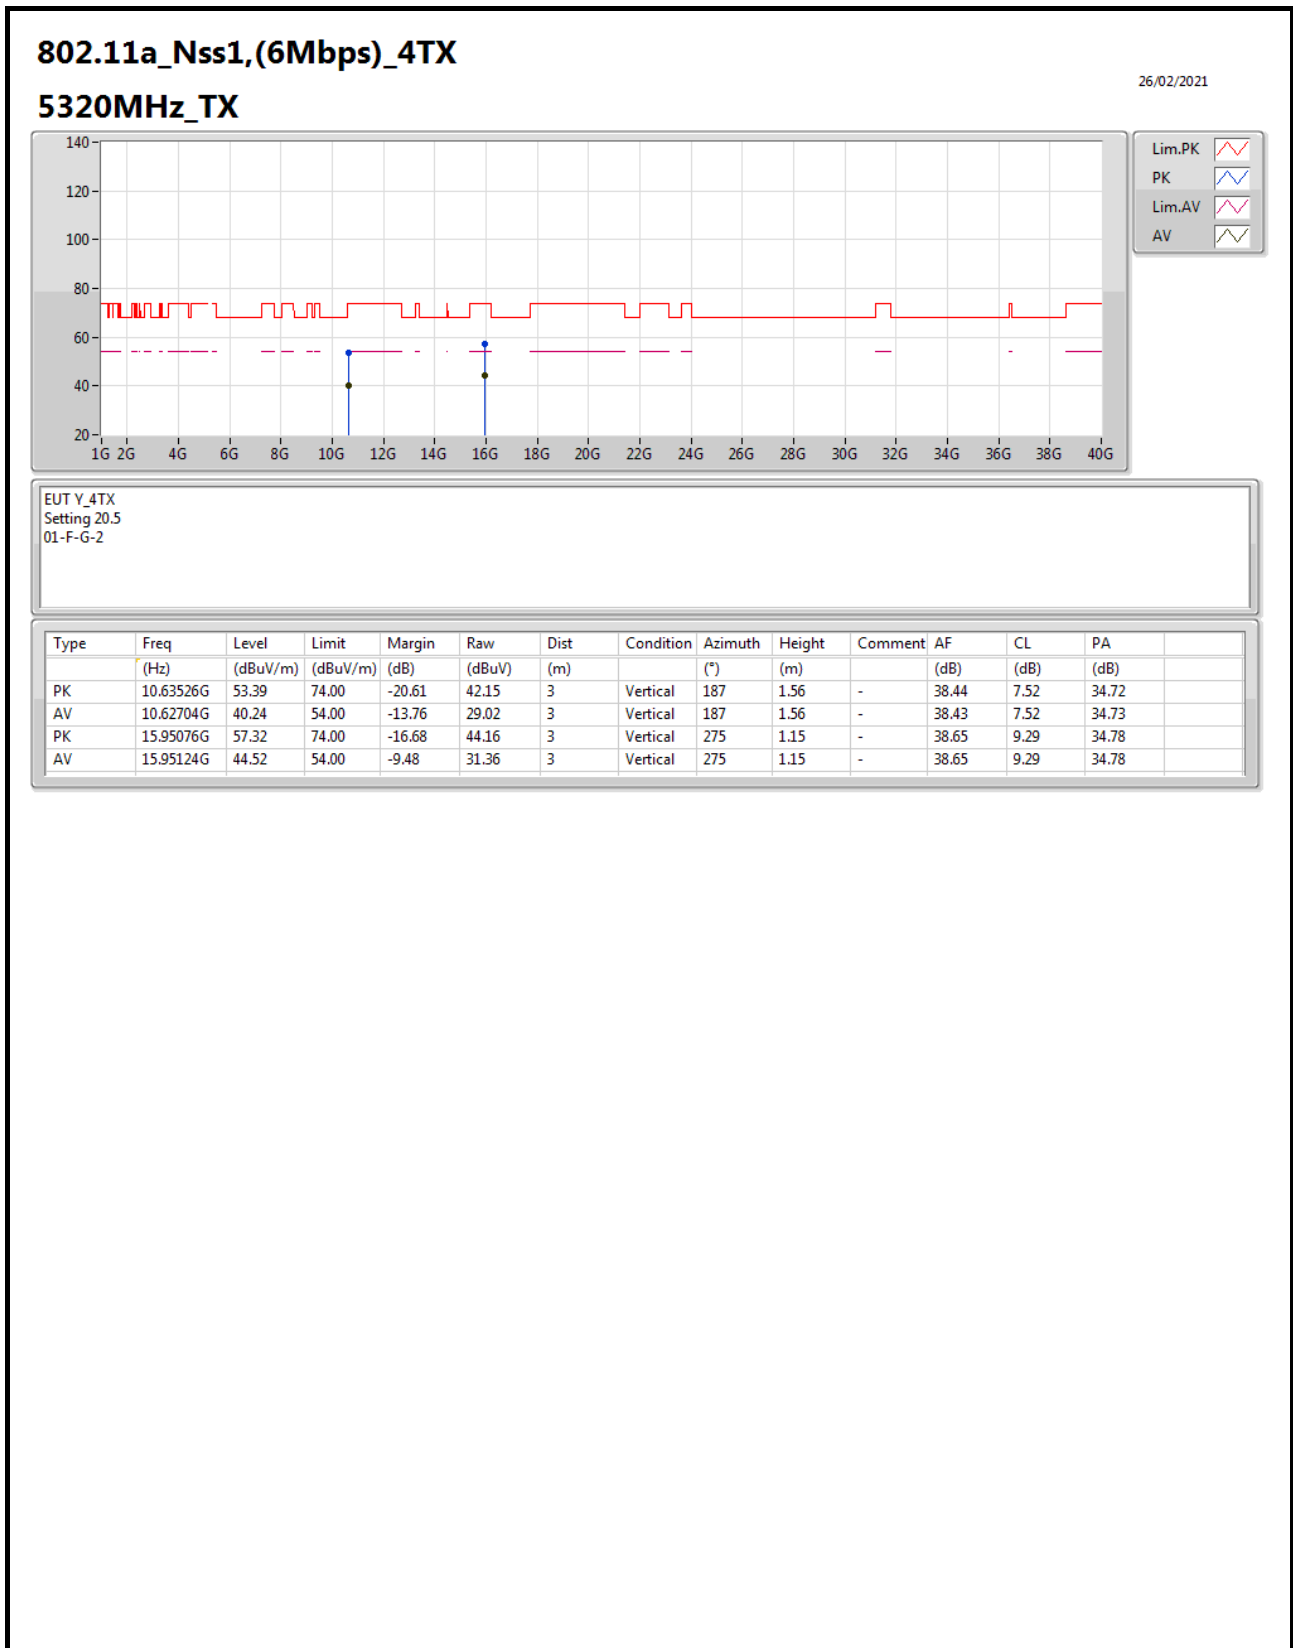 802.11a_Nss1,(6Mbps)_4TX
26/02/2021
5320MHz_TX
140
120
100
80
60
40
20
1G 2G 4G 6G 8G 10G 12G 14G 16G 18G 20G 22G 24G 26G 28G 30G 32G 34G 36G 38G 40G
Lim.PK
PK
Lim.AV
AV
EUT Y_4TX
Setting 20.5
01-F-G-2
Type Freq Level Limit Margin Raw Dist Condition Azimuth Height Comment AF CL PA
(Hz) (dBuV/m) (dBuV/m) (dB) (dBuV) (m) (°) (m) (dB) (dB) (dB)
PK 10.63526G 53.39 74.00 -20.61 42.15 3 Vertical 187 1.56 - 38.44 7.52 34.72
AV 10.62704G 40.24 54.00 -13.76 29.02 3 Vertical 187 1.56 - 38.43 7.52 34.73
PK 15.95076G 57.32 74.00 -16.68 44.16 3 Vertical 275 1.15 - 38.65 9.29 34.78
AV 15.95124G 44.52 54.00 -9.48 31.36 3 Vertical 275 1.15 - 38.65 9.29 34.78